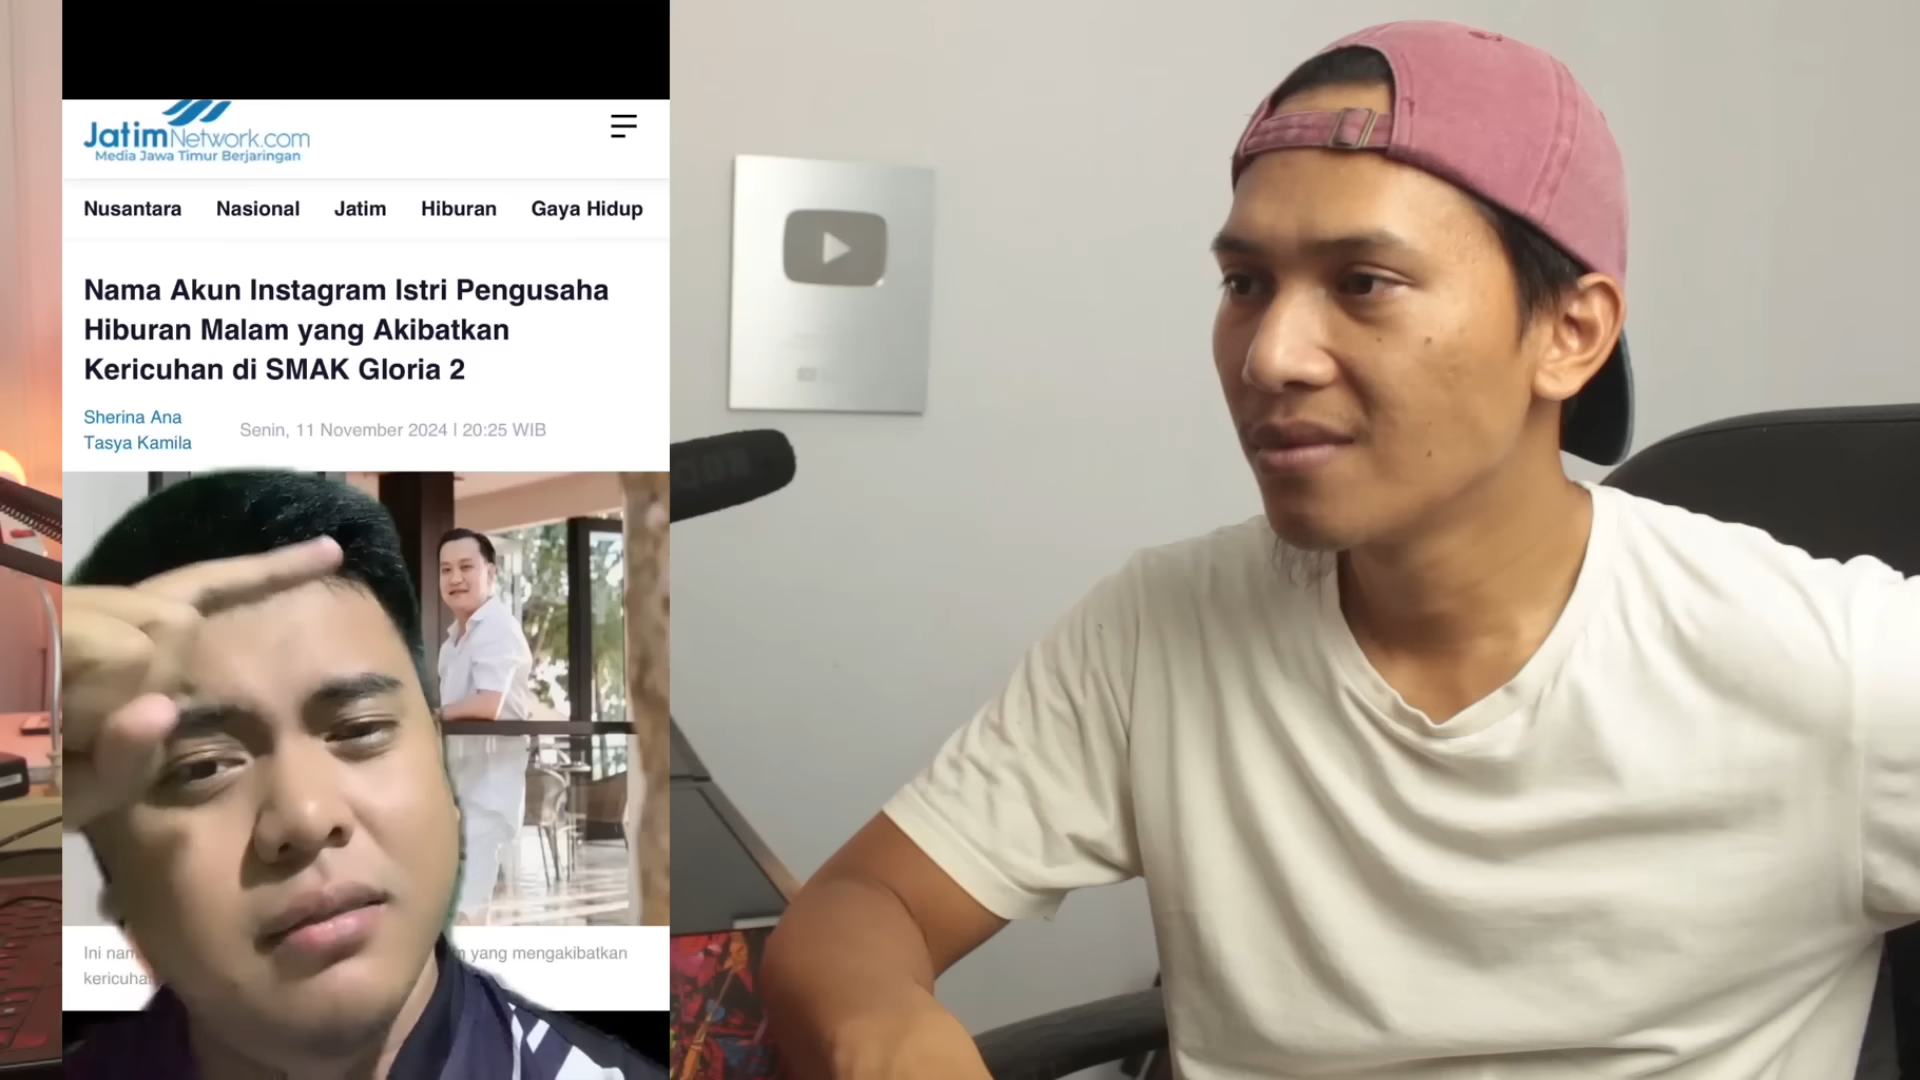 JatimNetwork.com
Media Jawa Timur Berjaringan
Nusantara Nasional Jatim Hiburan Gaya Hidup
Nama Akun Instagram Istri Pengusaha
Hiburan Malam yang Akibatkan
Kericuhan di SMAK Gloria 2
Sherina Ana
Tasya Kamila
Senin, 11 November 2024 | 20:25 WIB
Ini yang mengakibatkan